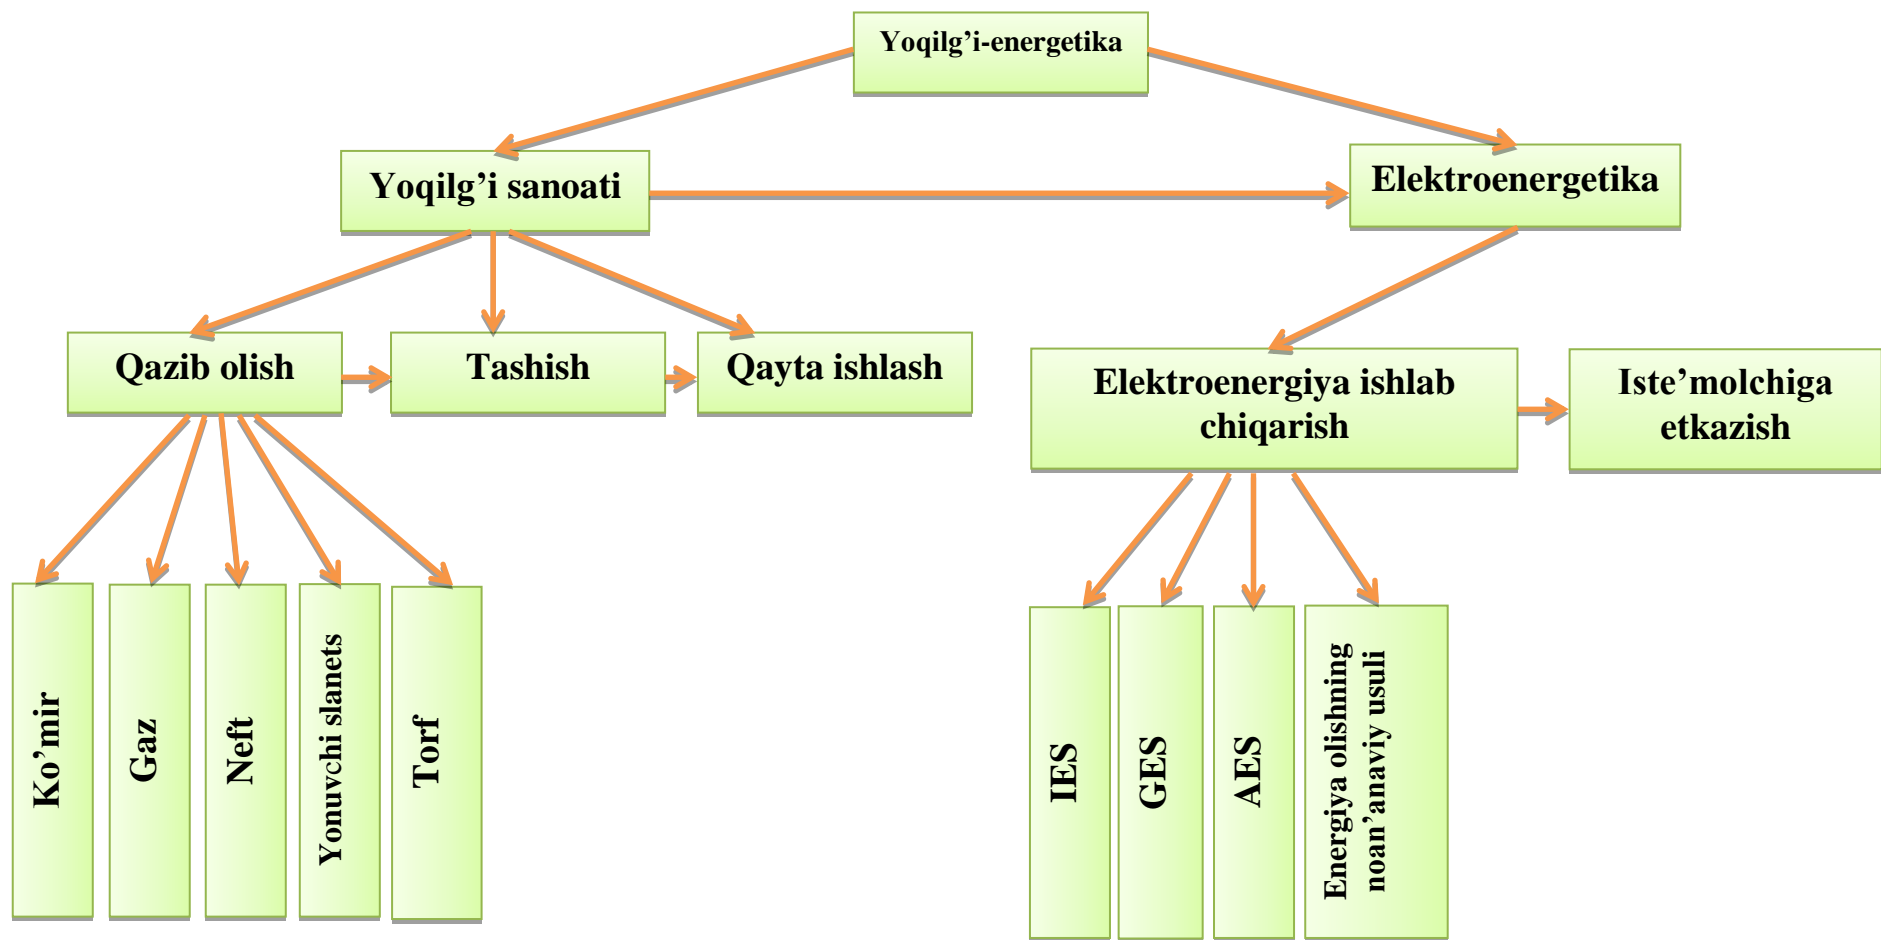 Yoqilg’i-energetika
Yoqilg’i sanoati
Elektroenergetika
Qazib olish
Tashish
Qayta ishlash
Elektroenergiya ishlab
chiqarish
Iste’molchiga
etkazish
Ko’mir
Gaz
Neft
Yonuvchi slanets
Torf
IES
GES
AES
Energiya olishning
noan’anaviy usuli